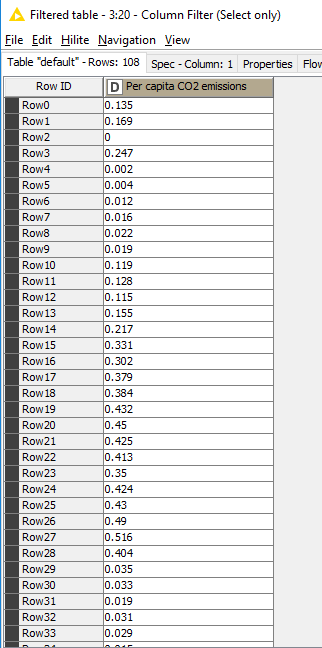 Filtered table - 3:20 - Column Filter (Select only)
File Edit Hilite Navigation View
Table "default" - Rows: 108 Spec - Column: 1 Properties Flow
Row ID D Per capita CO2 emissions
Row0 0.135
Row1 0.169
Row2 0
Row3 0.247
Row4 0.002
Row5 0.004
Row6 0.012
Row7 0.016
Row8 0.022
Row9 0.019
Row10 0.119
Row11 0.128
Row12 0.115
Row13 0.155
Row14 0.217
Row15 0.331
Row16 0.302
Row17 0.379
Row18 0.384
Row19 0.432
Row20 0.45
Row21 0.425
Row22 0.413
Row23 0.35
Row24 0.424
Row25 0.43
Row26 0.49
Row27 0.516
Row28 0.404
Row29 0.035
Row30 0.033
Row31 0.019
Row32 0.031
Row33 0.029